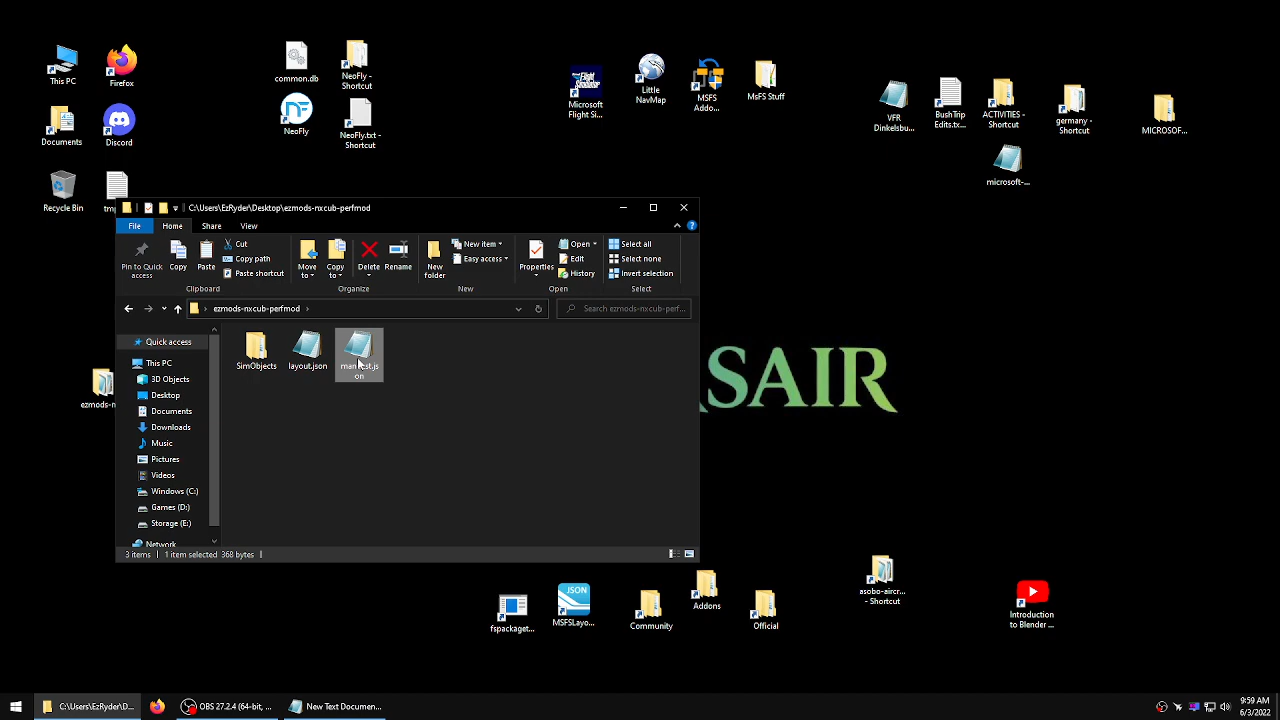 This PC
Firefox
common.db
NeoFly -
Shortcut
Microsoft
Flight Si...
Little
NavMap
MSFS
Addo...
MsFS Stuff
VFR
Dinkelsbu...
BushTrip
Edits.tx...
ACTIVITIES -
Shortcut
germany -
Shortcut
MICROSOF...
Documents
Discord
NeoFly
NeoFly.txt -
Shortcut
microsoft-...
Recycle Bin
C:\Users\EzRyder\Desktop\ezmods-nxcub-perfmod
File
Home
Share
View
Pin to Quick
access
Copy
Paste
Cut
Copy path
Paste shortcut
Clipboard
Move
to
Copy
to
Delete
Rename
Organize
New
folder
New item
Easy access
New
Properties
Open
Edit
History
Open
Select all
Select none
Invert selection
Select
ezmods-nxcub-perfmod
Search ezmods-nxcub-perf...
Quick access
This PC
3D Objects
Desktop
Documents
Downloads
Music
Pictures
Videos
Windows (C:)
Games (D:)
Storage (E:)
Network
SimObjects
layout.json
3 items
1 item selected
368 bytes
SAIR
fspackaget...
JSON
MSFSLayo...
Community
Addons
Official
asobo-aircr...
- Shortcut
Introduction
to Blender ...
C:\Users\EzRyder\D...
OBS 27.2.4 (64-bit, ...
New Text Documen...
9:59 AM
6/3/2022